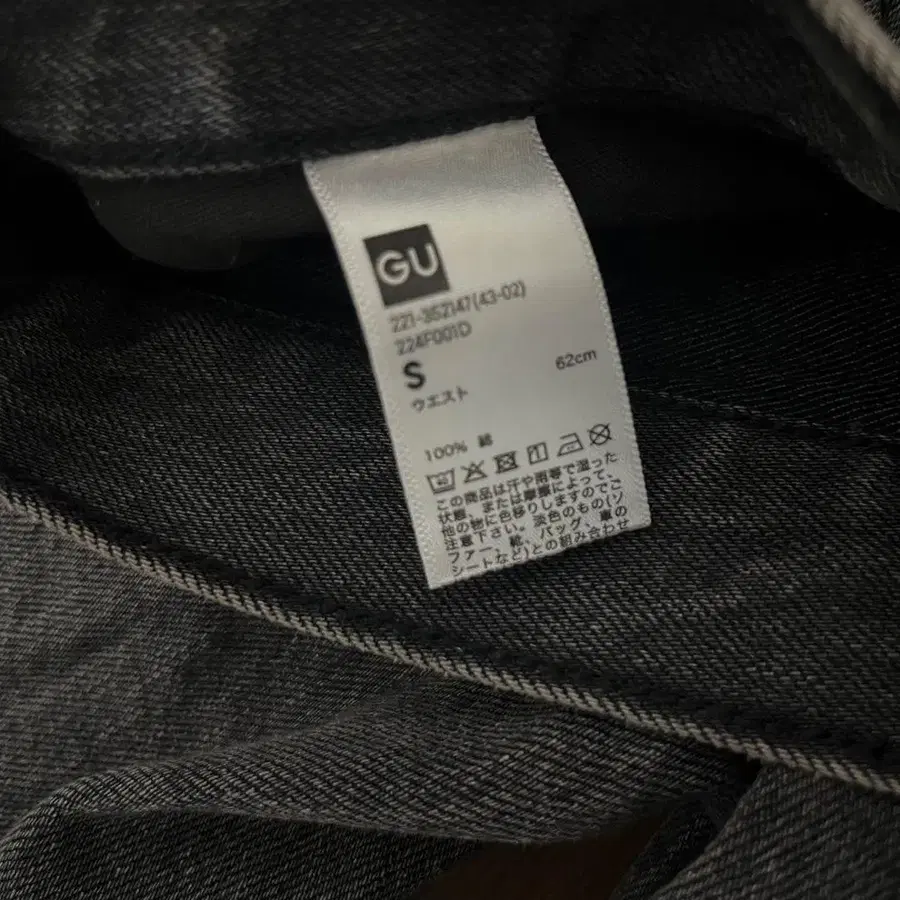 GU
221-352147(43-02)
224F001D
S
ウエスト 62cm
100% 綿
この商品は汗や雨等で湿った
状態、または摩擦によって、
他の物に色移りしますのでご
注意下さい。淡色のもの(ソ
ファー、靴、バッグ、車の
シートなど)との組み合わせ